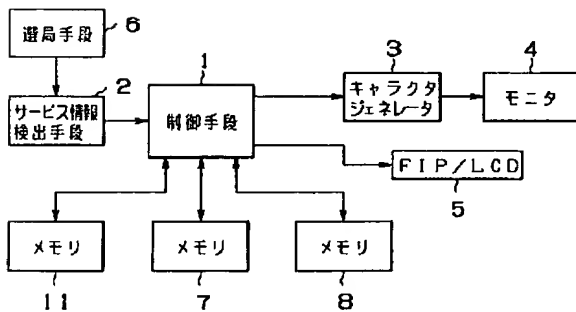 選局手段
6
2
サービス情報
検出手段
1
制御手段
3
キャラクタ
ジェネレータ
4
モニタ
FIP/LCD
5
メモリ
11
メモリ
7
メモリ
8